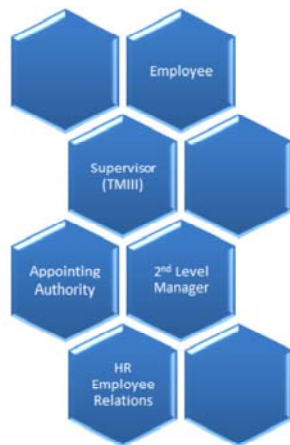 Employee
Supervisor
(TMIII)
Appointing
Authority
2nd Level
Manager
HR
Employee
Relations